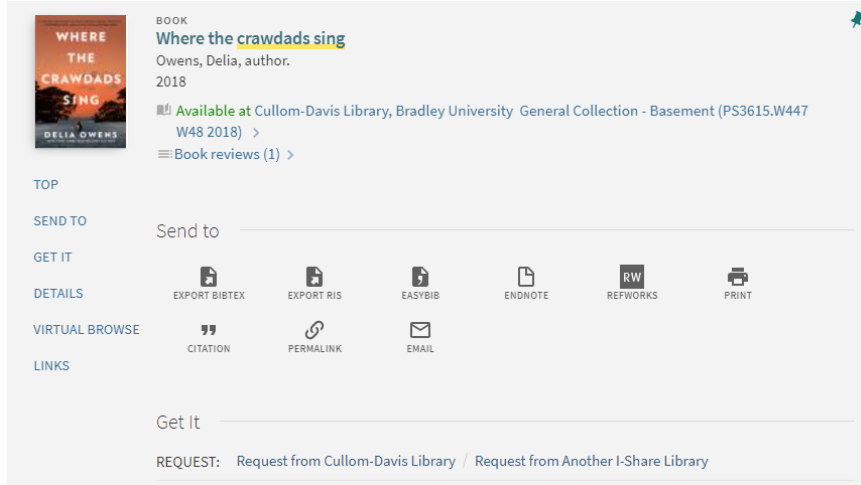 WHERE
THE
CRAWDADS
SING
DELIA OWENS
BOOK
Where the crawdads sing
Owens, Delia, author.
2018
Available at Cullom-Davis Library, Bradley University General Collection - Basement (PS3615.W447
W48 2018) >
Book reviews (1) >
TOP
SEND TO
GET IT
DETAILS
VIRTUAL BROWSE
LINKS
Send to
EXPORT BIBTEX
EXPORT RIS
EASYBIB
ENDNOTE
RW
REFWORKS
PRINT
CITATION
PERMALINK
EMAIL
Get It
REQUEST: Request from Cullom-Davis Library / Request from Another I-Share Library